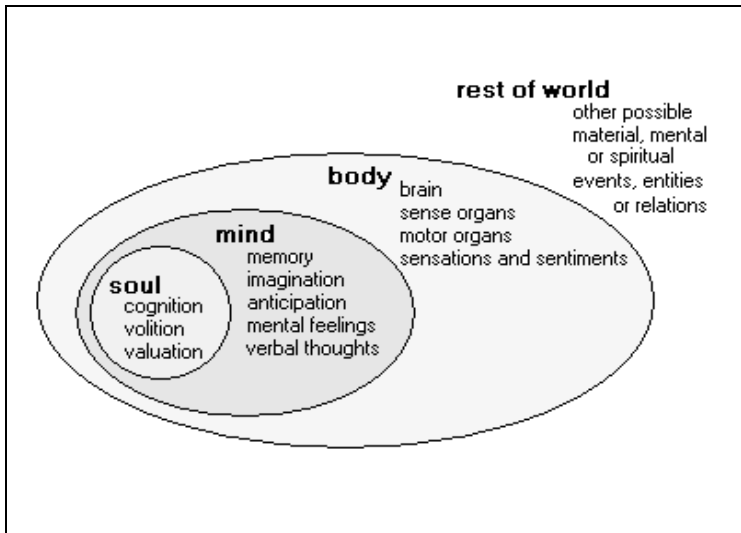 rest of world
other possible
material, mental
or spiritual
events, entities
or relations
body
brain
sense organs
motor organs
sensations and sentiments
mind
memory
imagination
anticipation
mental feelings
verbal thoughts
soul
cognition
volition
valuation